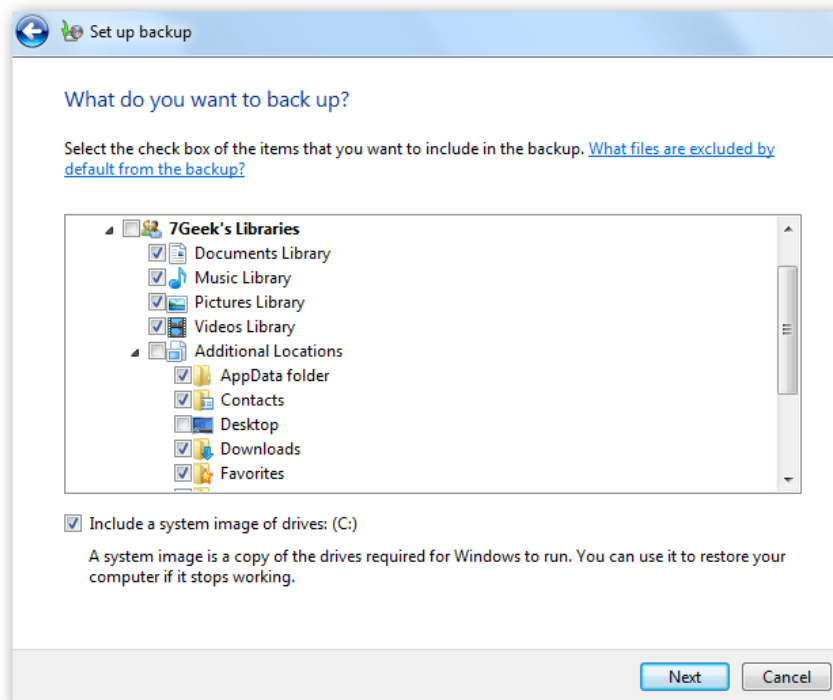 Set up backup
What do you want to back up?
Select the check box of the items that you want to include in the backup. What files are excluded by
default from the backup?
7Geek's Libraries
Documents Library
Music Library
Pictures Library
Videos Library
Additional Locations
AppData folder
Contacts
Desktop
Downloads
Favorites
Include a system image of drives: (C:)
A system image is a copy of the drives required for Windows to run. You can use it to restore your
computer if it stops working.
Next
Cancel